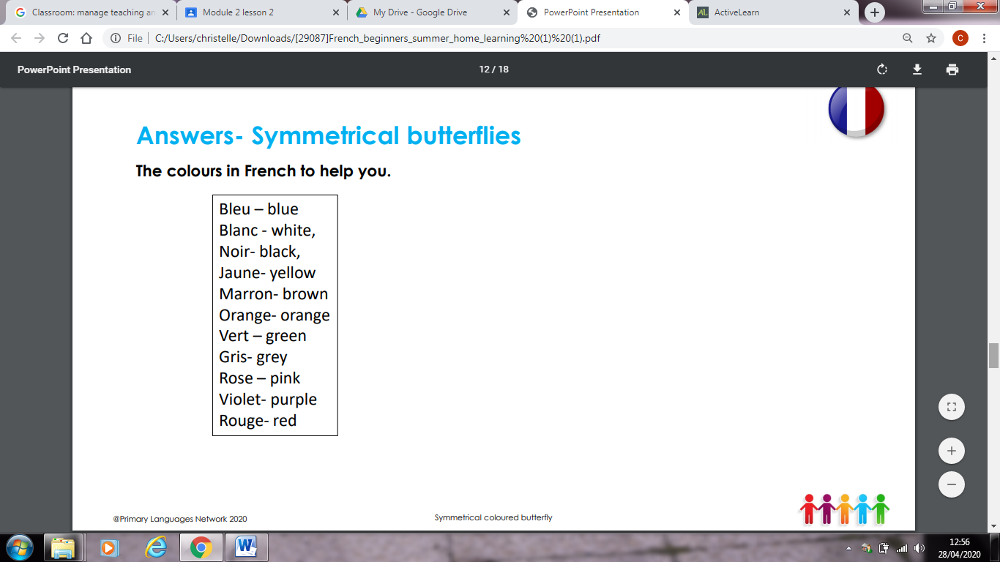 Classroom: manage teaching an
Module 2 lesson 2
My Drive - Google Drive
PowerPoint Presentation
ActiveLearn
File
C:/Users/christelle/Downloads/[29087]French_beginners_summer_home_learning%20(1)%20(1).pdf
C
PowerPoint Presentation
12 / 18
Answers- Symmetrical butterflies
The colours in French to help you.
Bleu – blue
Blanc - white,
Noir- black,
Jaune- yellow
Marron- brown
Orange- orange
Vert – green
Gris- grey
Rose – pink
Violet- purple
Rouge- red
@Primary Languages Network 2020
Symmetrical coloured butterfly
12:56
28/04/2020